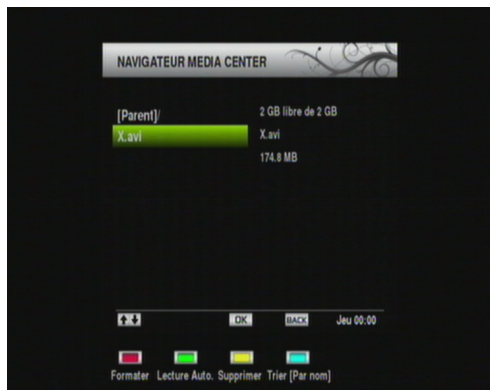 NAVIGATEUR MEDIA CENTER
[Parent]/
2 GB libre de 2 GB
X.avi
X.avi
174.8 MB
OK
BACK
Jeu 00:00
Formater
Lecture Auto.
Supprimer
Trier [Par nom]